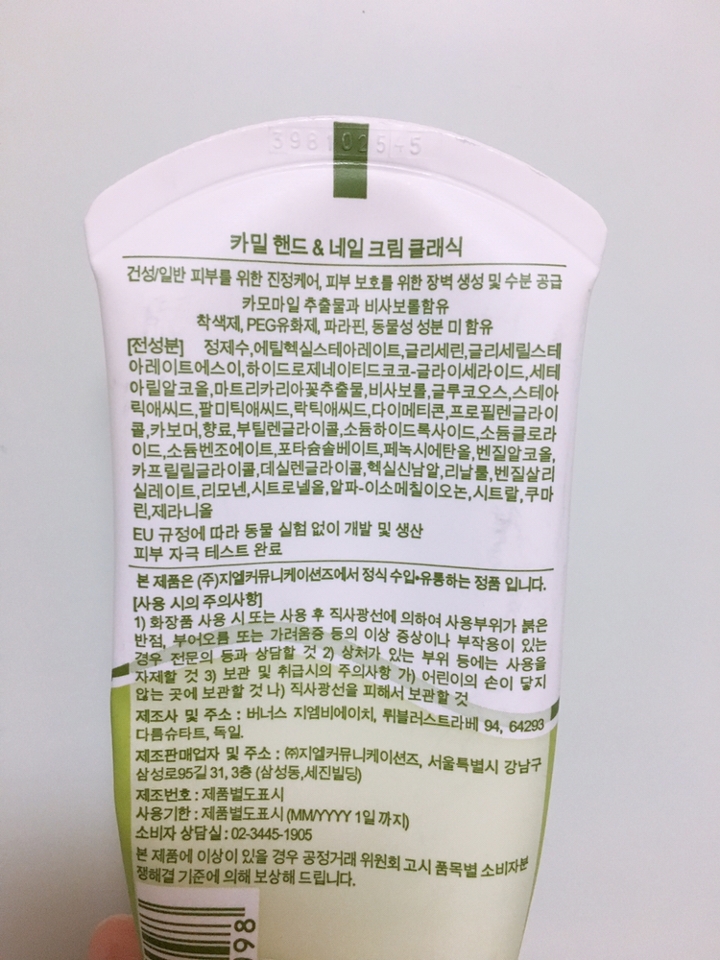 카밀 핸드 & 네일 크림 클래식
건성/일반 피부를 위한 진정케어, 피부 보호를 위한 장벽 생성 및 수분 공급
카모마일 추출물과 비사보롤함유
착색제, PEG유화제, 파라핀, 동물성 성분 미 함유
[전성분] 정제수,에틸헥실스테아레이트,글리세린,글리세릴스테
아레이트에스이,하이드로제네이티드코코-글라이세라이드,세테
아릴알코올,마트리카리아꽃추출물,비사보롤,글루코오스,스테아
릭애씨드,팔미틱애씨드,락틱애씨드,다이메티콘,프로필렌글라이
콜,카보머,향료,부틸렌글라이콜,소듐하이드록사이드,소듐클로라
이드,소듐벤조에이트,포타슘솔베이트,페녹시에탄올,벤질알코올,
카프릴릴글라이콜,데실렌글라이콜,헥실신남알,리날룰,벤질살리
실레이트,리모넨,시트로넬올,알파-이소메칠이오논,시트랄,쿠마
린,제라니올
EU 규정에 따라 동물 실험 없이 개발 및 생산
피부 자극 테스트 완료
본 제품은 (주)지엘커뮤니케이션즈에서 정식 수입•유통하는 정품 입니다.
[사용 시의 주의사항]
1) 화장품 사용 시 또는 사용 후 직사광선에 의하여 사용부위가 붉은
반점, 부어오름 또는 가려움증 등의 이상 증상이나 부작용이 있는
경우 전문의 등과 상담할 것 2) 상처가 있는 부위 등에는 사용을
자제할 것 3) 보관 및 취급시의 주의사항 가) 어린이의 손이 닿지
않는 곳에 보관할 것 나) 직사광선을 피해서 보관할 것
제조사 및 주소 : 버너스 지엠비에이치, 뤼블러스트라베 94, 64293
다름슈타트, 독일.
제조판매업자 및 주소 : ㈜지엘커뮤니케이션즈, 서울특별시 강남구
삼성로95길 31, 3층 (삼성동,세진빌딩)
제조번호 : 제품별도표시
사용기한 : 제품별도표시 (MM/YYYY 1일 까지)
소비자 상담실 : 02-3445-1905
본 제품에 이상이 있을 경우 공정거래 위원회 고시 품목별 소비자분
쟁해결 기준에 의해 보상해 드립니다.